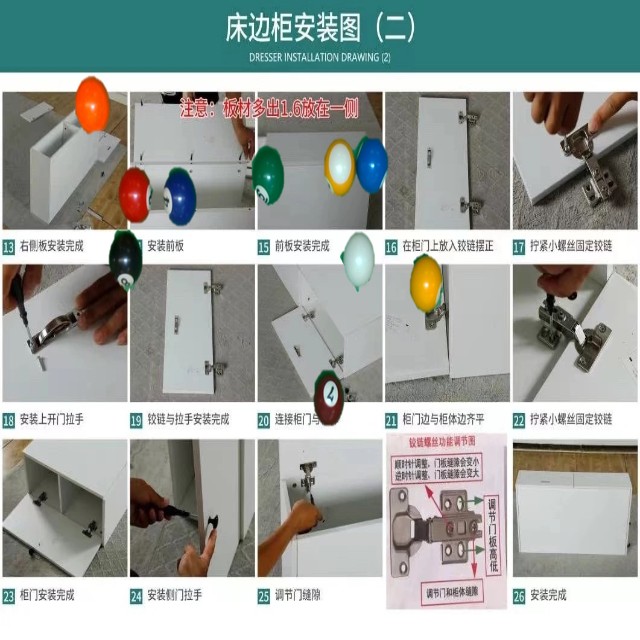 床边柜安装图（二）
DRESSER INSTALLATION DRAWING (2)
注意：板材多出1.6放在一侧
13 右侧板安装完成
安装前板
15 前板安装完成
16 在柜门上放入铰链摆正
17 拧紧小螺丝固定铰链
18 安装上开门拉手
19 铰链与拉手安装完成
20 连接柜门与
4
21 柜门边与柜体边齐平
22 拧紧小螺丝固定铰链
铰链螺丝功能调节图
顺时针调整，门板缝隙会变小
逆时针调整，门板缝隙会变大
调节门板高低
调节门和柜体缝隙
23 柜门安装完成
24 安装侧门拉手
25 调节门缝隙
26 安装完成